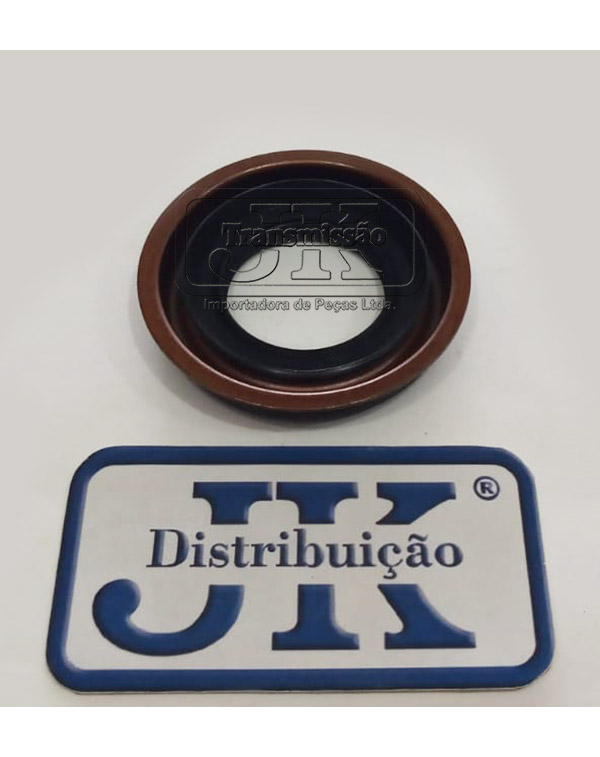 JK
Transmissão
Importadora de Peças Ltda.
JK ®
Distribuição